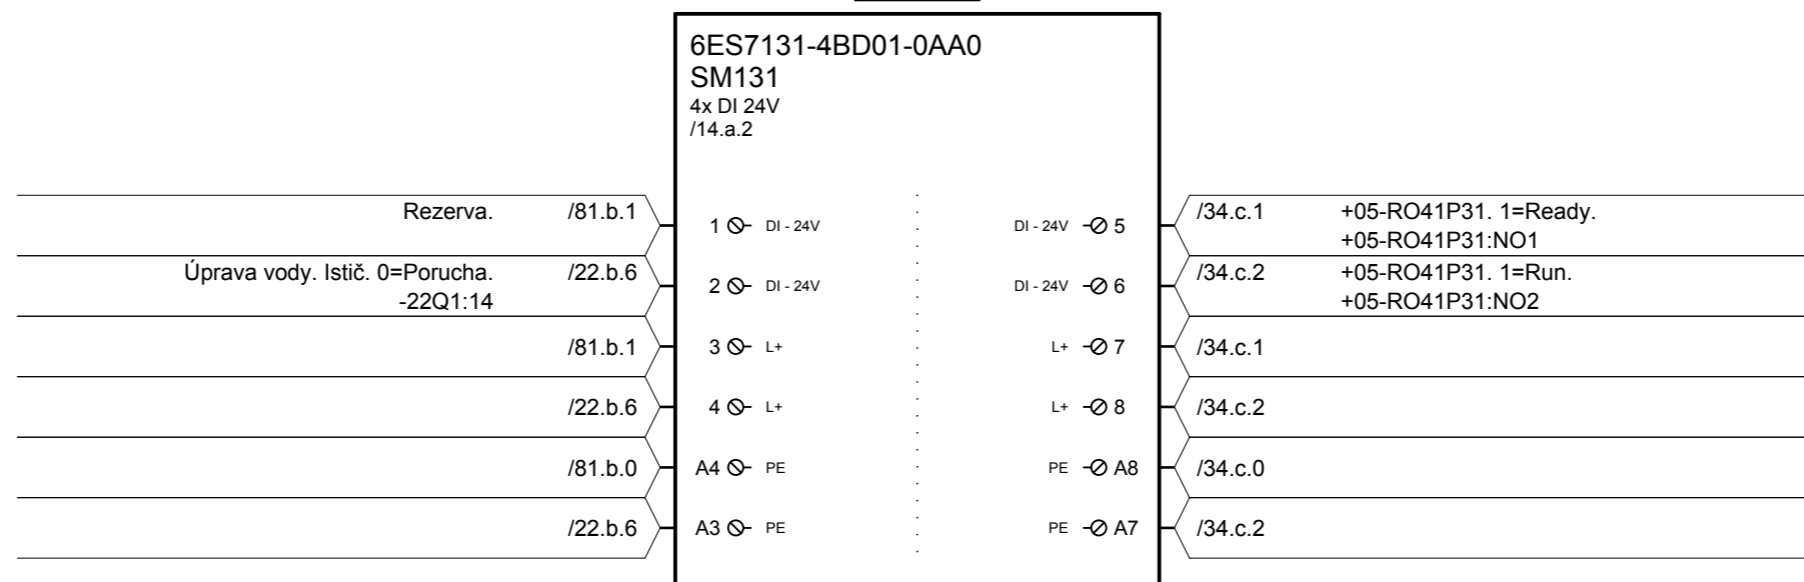 6ES7131-4BD01-0AA0
SM131
4x DI 24V
/14.a.2
Rezerva. /81.b.1 1 DI - 24V DI - 24V 5 /34.c.1 +05-RO41P31. 1=Ready.
+05-RO41P31:NO1
Úprava vody. Istič. 0=Porucha. /22.b.6 2 DI - 24V DI - 24V 6 /34.c.2 +05-RO41P31. 1=Run.
-22Q1:14 +05-RO41P31:NO2
/81.b.1 3 L+ L+ 7 /34.c.1
/22.b.6 4 L+ L+ 8 /34.c.2
/81.b.0 A4 PE PE A8 /34.c.0
/22.b.6 A3 PE PE A7 /34.c.2